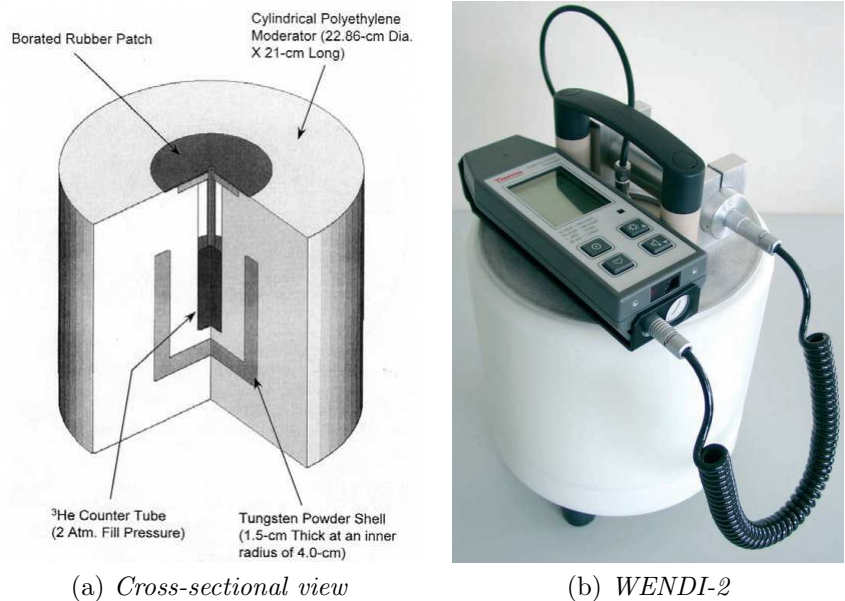 Borated Rubber Patch
Cylindrical Polyethylene
Moderator (22.86-cm Dia.
X 21-cm Long)
³He Counter Tube
(2 Atm. Fill Pressure)
Tungsten Powder Shell
(1.5-cm Thick at an inner
radius of 4.0-cm)
Thermo
(a) Cross-sectional view
(b) WENDI-2